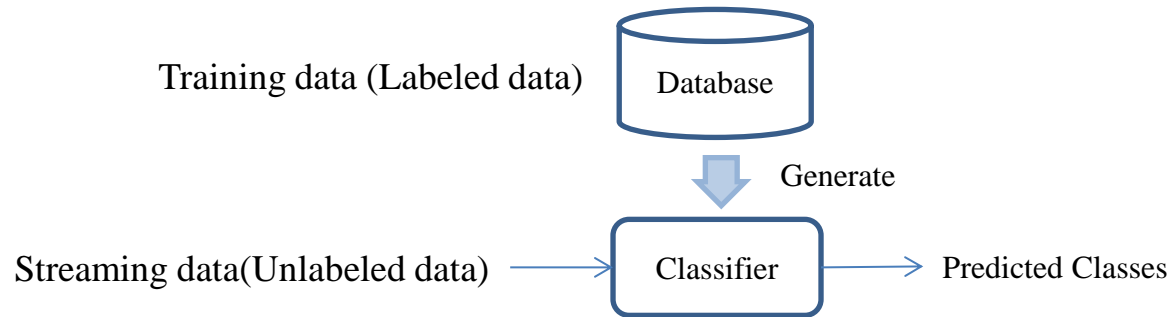 Training data (Labeled data)
Database
Generate
Streaming data(Unlabeled data)
Classifier
Predicted Classes